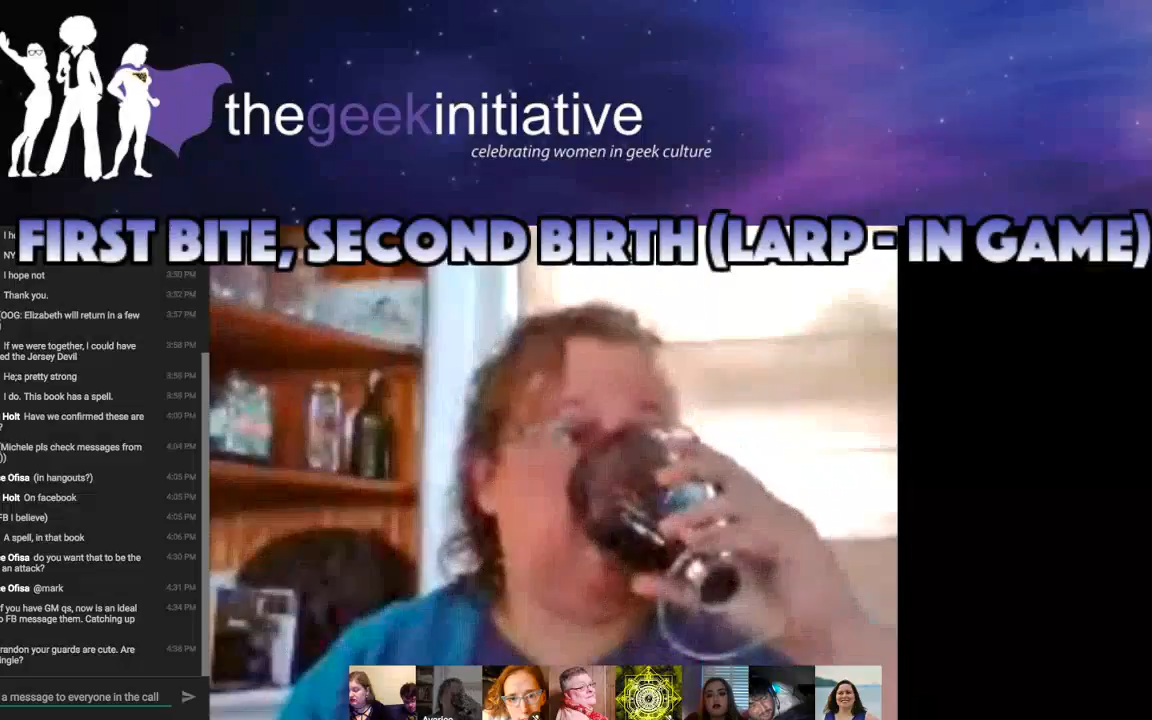 thegeekinitiative
celebrating women in geek culture
FIRST BITE, SECOND BIRTH (LARP - IN GAME)
NY
I hope not 3:50 PM
Thank you. 3:52 PM
OOG: Elizabeth will return in a few 3:57 PM
If we were together, I could have 3:58 PM
ed the Jersey Devil
He;s pretty strong 3:58 PM
I do. This book has a spell. 3:59 PM
Holt Have we confirmed these are 4:00 PM
?
Michele pls check messages from 4:04 PM
))
e Ofisa (in hangouts?) 4:05 PM
Holt On facebook 4:05 PM
FB I believe) 4:05 PM
A spell, in that book 4:06 PM
e Ofisa do you want that to be the 4:30 PM
an attack?
e Ofisa @mark 4:31 PM
f you have GM qs, now is an ideal 4:34 PM
o FB message them. Catching up
randon your guards are cute. Are 4:38 PM
ingle?
a message to everyone in the call